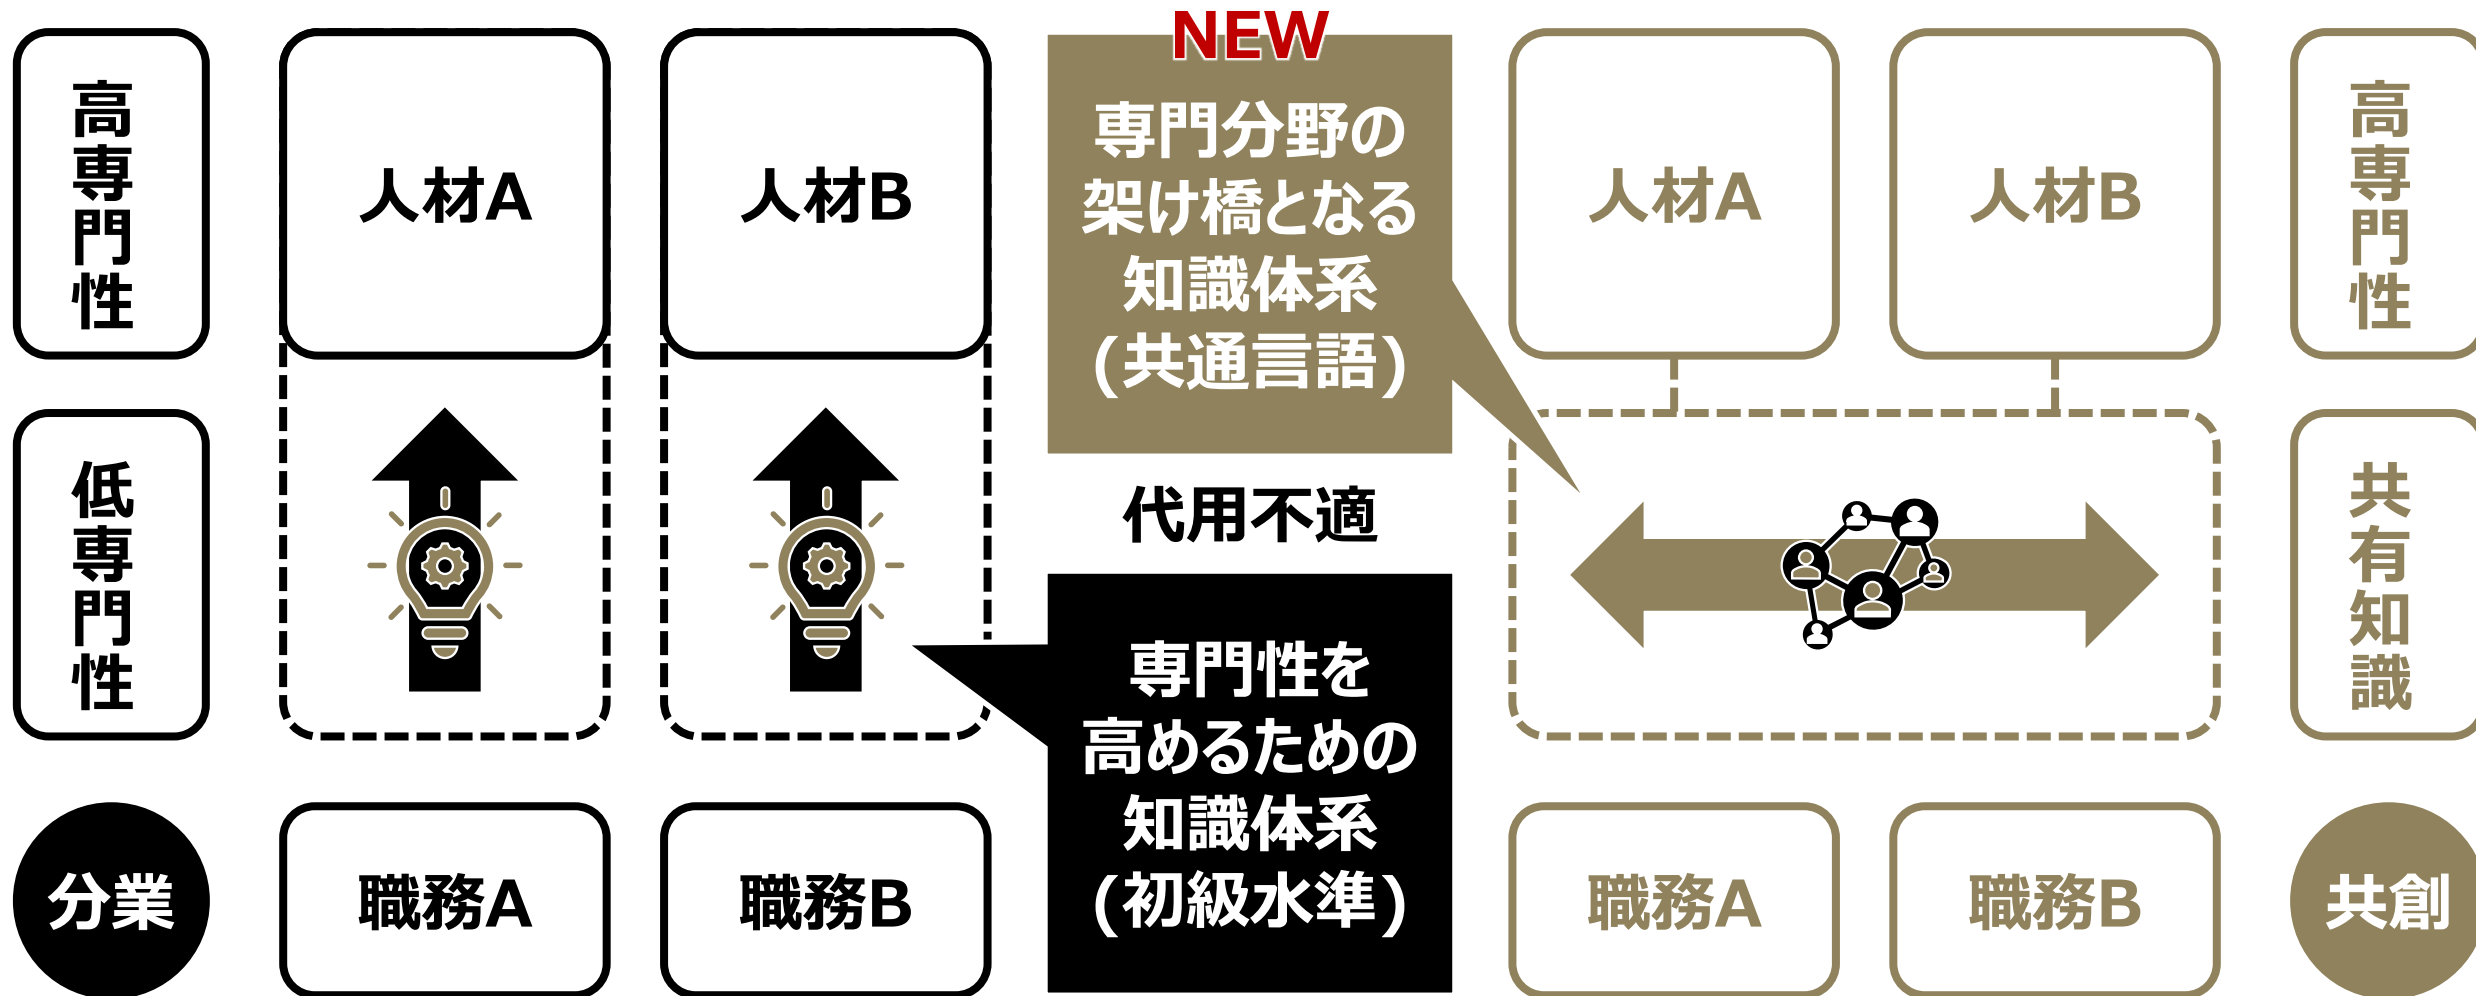 高専門性
人材A
人材B
低専門性
分業
職務A
職務B
NEW
専門分野の
架け橋となる
知識体系
(共通言語)
代用不適
専門性を
高めるための
知識体系
(初級水準)
人材A
人材B
高専門性
共有知識
職務A
職務B
共創